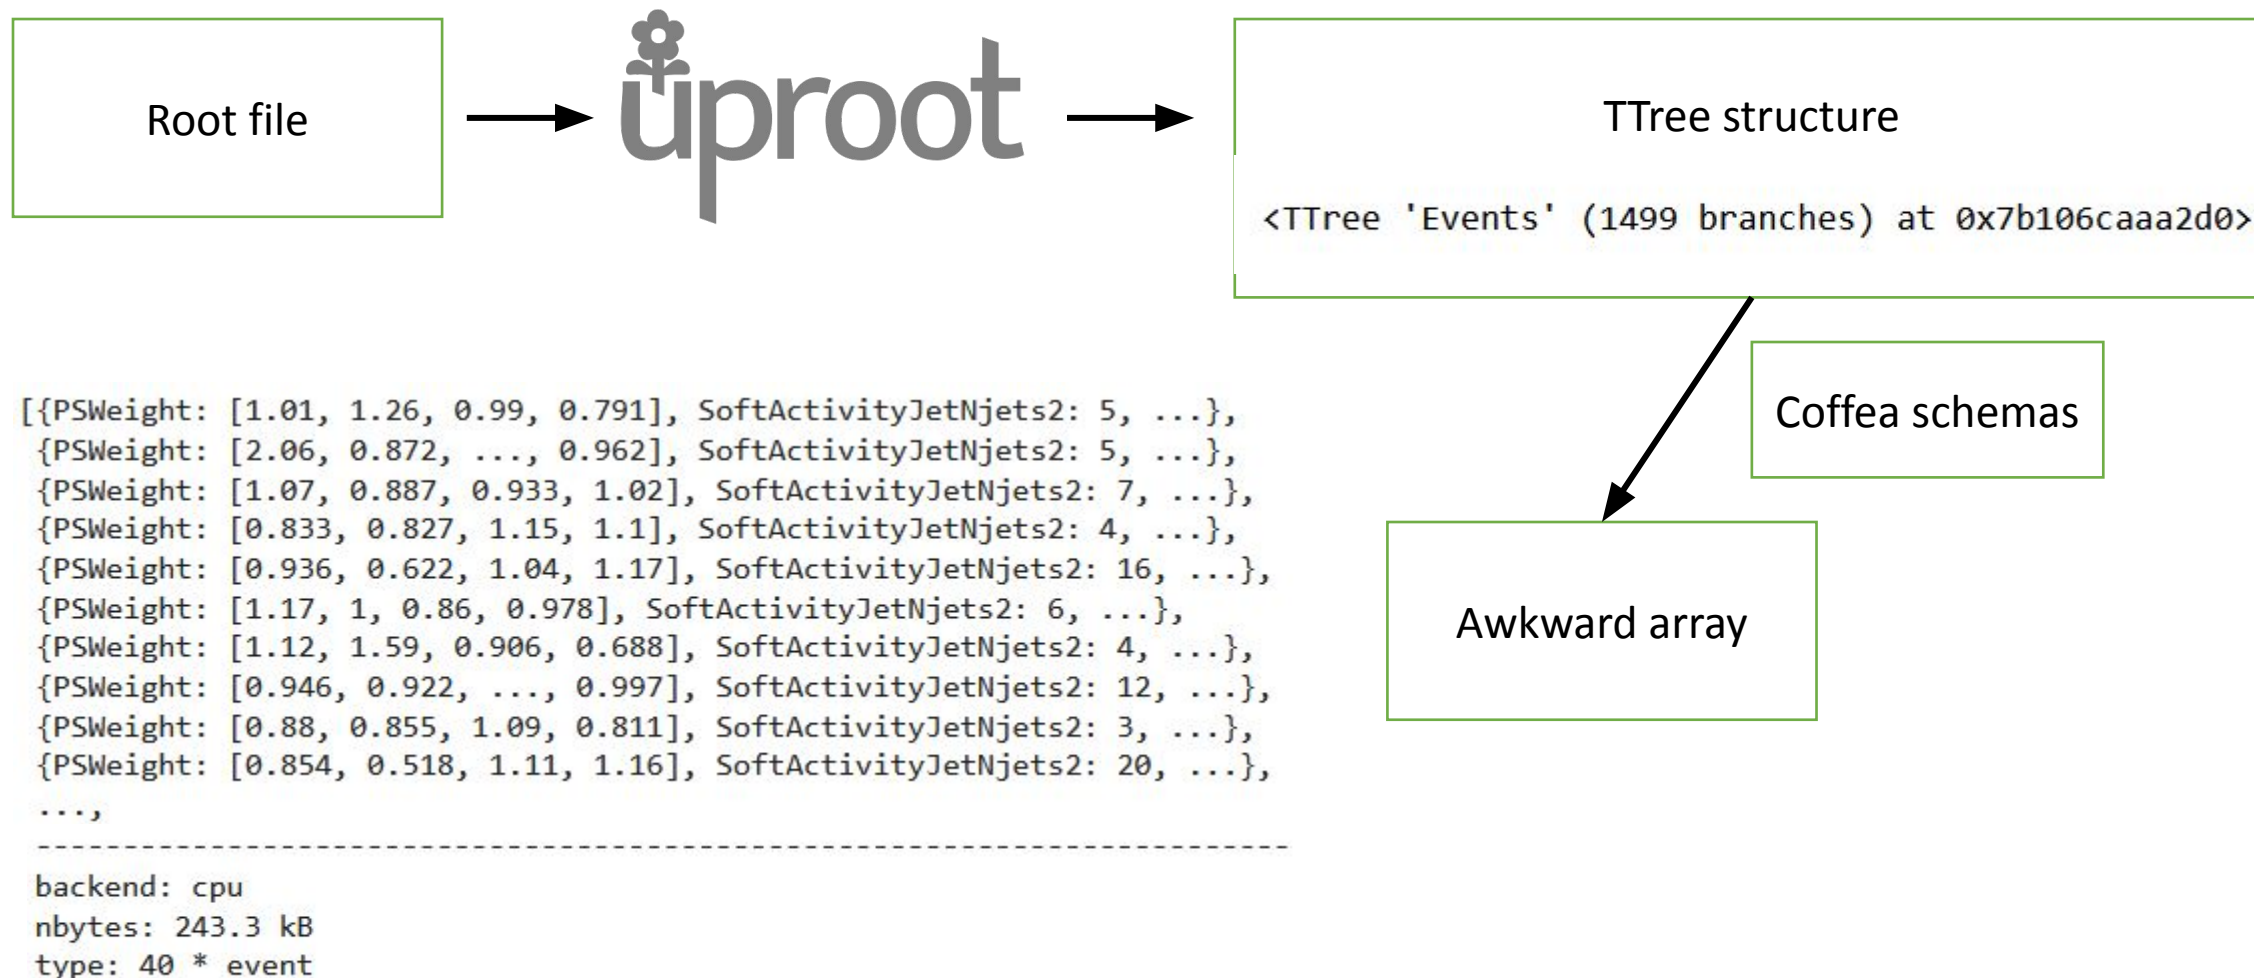 Root file
uproot
TTree structure
<TTree 'Events' (1499 branches) at 0x7b106caaa2d0>
Coffea schemas
Awkward array
[{PSWeight: [1.01, 1.26, 0.99, 0.791], SoftActivityJetNjets2: 5, ...},
{PSWeight: [2.06, 0.872, ..., 0.962], SoftActivityJetNjets2: 5, ...},
{PSWeight: [1.07, 0.887, 0.933, 1.02], SoftActivityJetNjets2: 7, ...},
{PSWeight: [0.833, 0.827, 1.15, 1.1], SoftActivityJetNjets2: 4, ...},
{PSWeight: [0.936, 0.622, 1.04, 1.17], SoftActivityJetNjets2: 16, ...},
{PSWeight: [1.17, 1, 0.86, 0.978], SoftActivityJetNjets2: 6, ...},
{PSWeight: [1.12, 1.59, 0.906, 0.688], SoftActivityJetNjets2: 4, ...},
{PSWeight: [0.946, 0.922, ..., 0.997], SoftActivityJetNjets2: 12, ...},
{PSWeight: [0.88, 0.855, 1.09, 0.811], SoftActivityJetNjets2: 3, ...},
{PSWeight: [0.854, 0.518, 1.11, 1.16], SoftActivityJetNjets2: 20, ...},
...,
------------------------------------------------------------------------
backend: cpu
nbytes: 243.3 kB
type: 40 * event